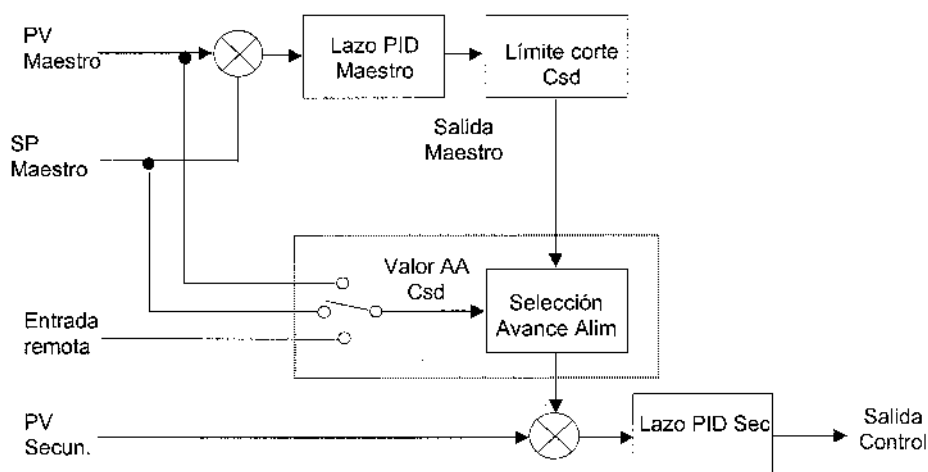 PV
Maestro
Lazo PID
Maestro
Límite corte
Csd
SP
Maestro
Salida
Maestro
Valor AA
Csd
Selección
Avance Alim
Entrada
remota
PV
Secun.
Lazo PID Sec
Salida
Control